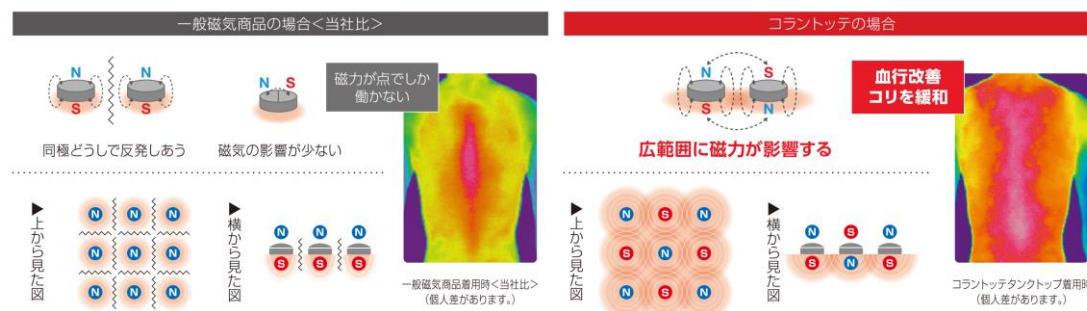 一般磁気商品の場合＜当社比＞
N N
S S
N S
磁力が点でしか
働かない
同極どうしで反発しあう
磁気の影響が少ない
▶上から見た図
N N N
N N N
N N N
▶横から見た図
N N N
S S S
一般磁気商品着用時＜当社比＞
（個人差があります。）
コラントッテの場合
N S
S N
血行改善
コリを緩和
広範囲に磁力が影響する
▶上から見た図
N S N
S N S
N S N
▶横から見た図
N S N
S N S
コラントッテタンクトップ着用時
（個人差があります。）